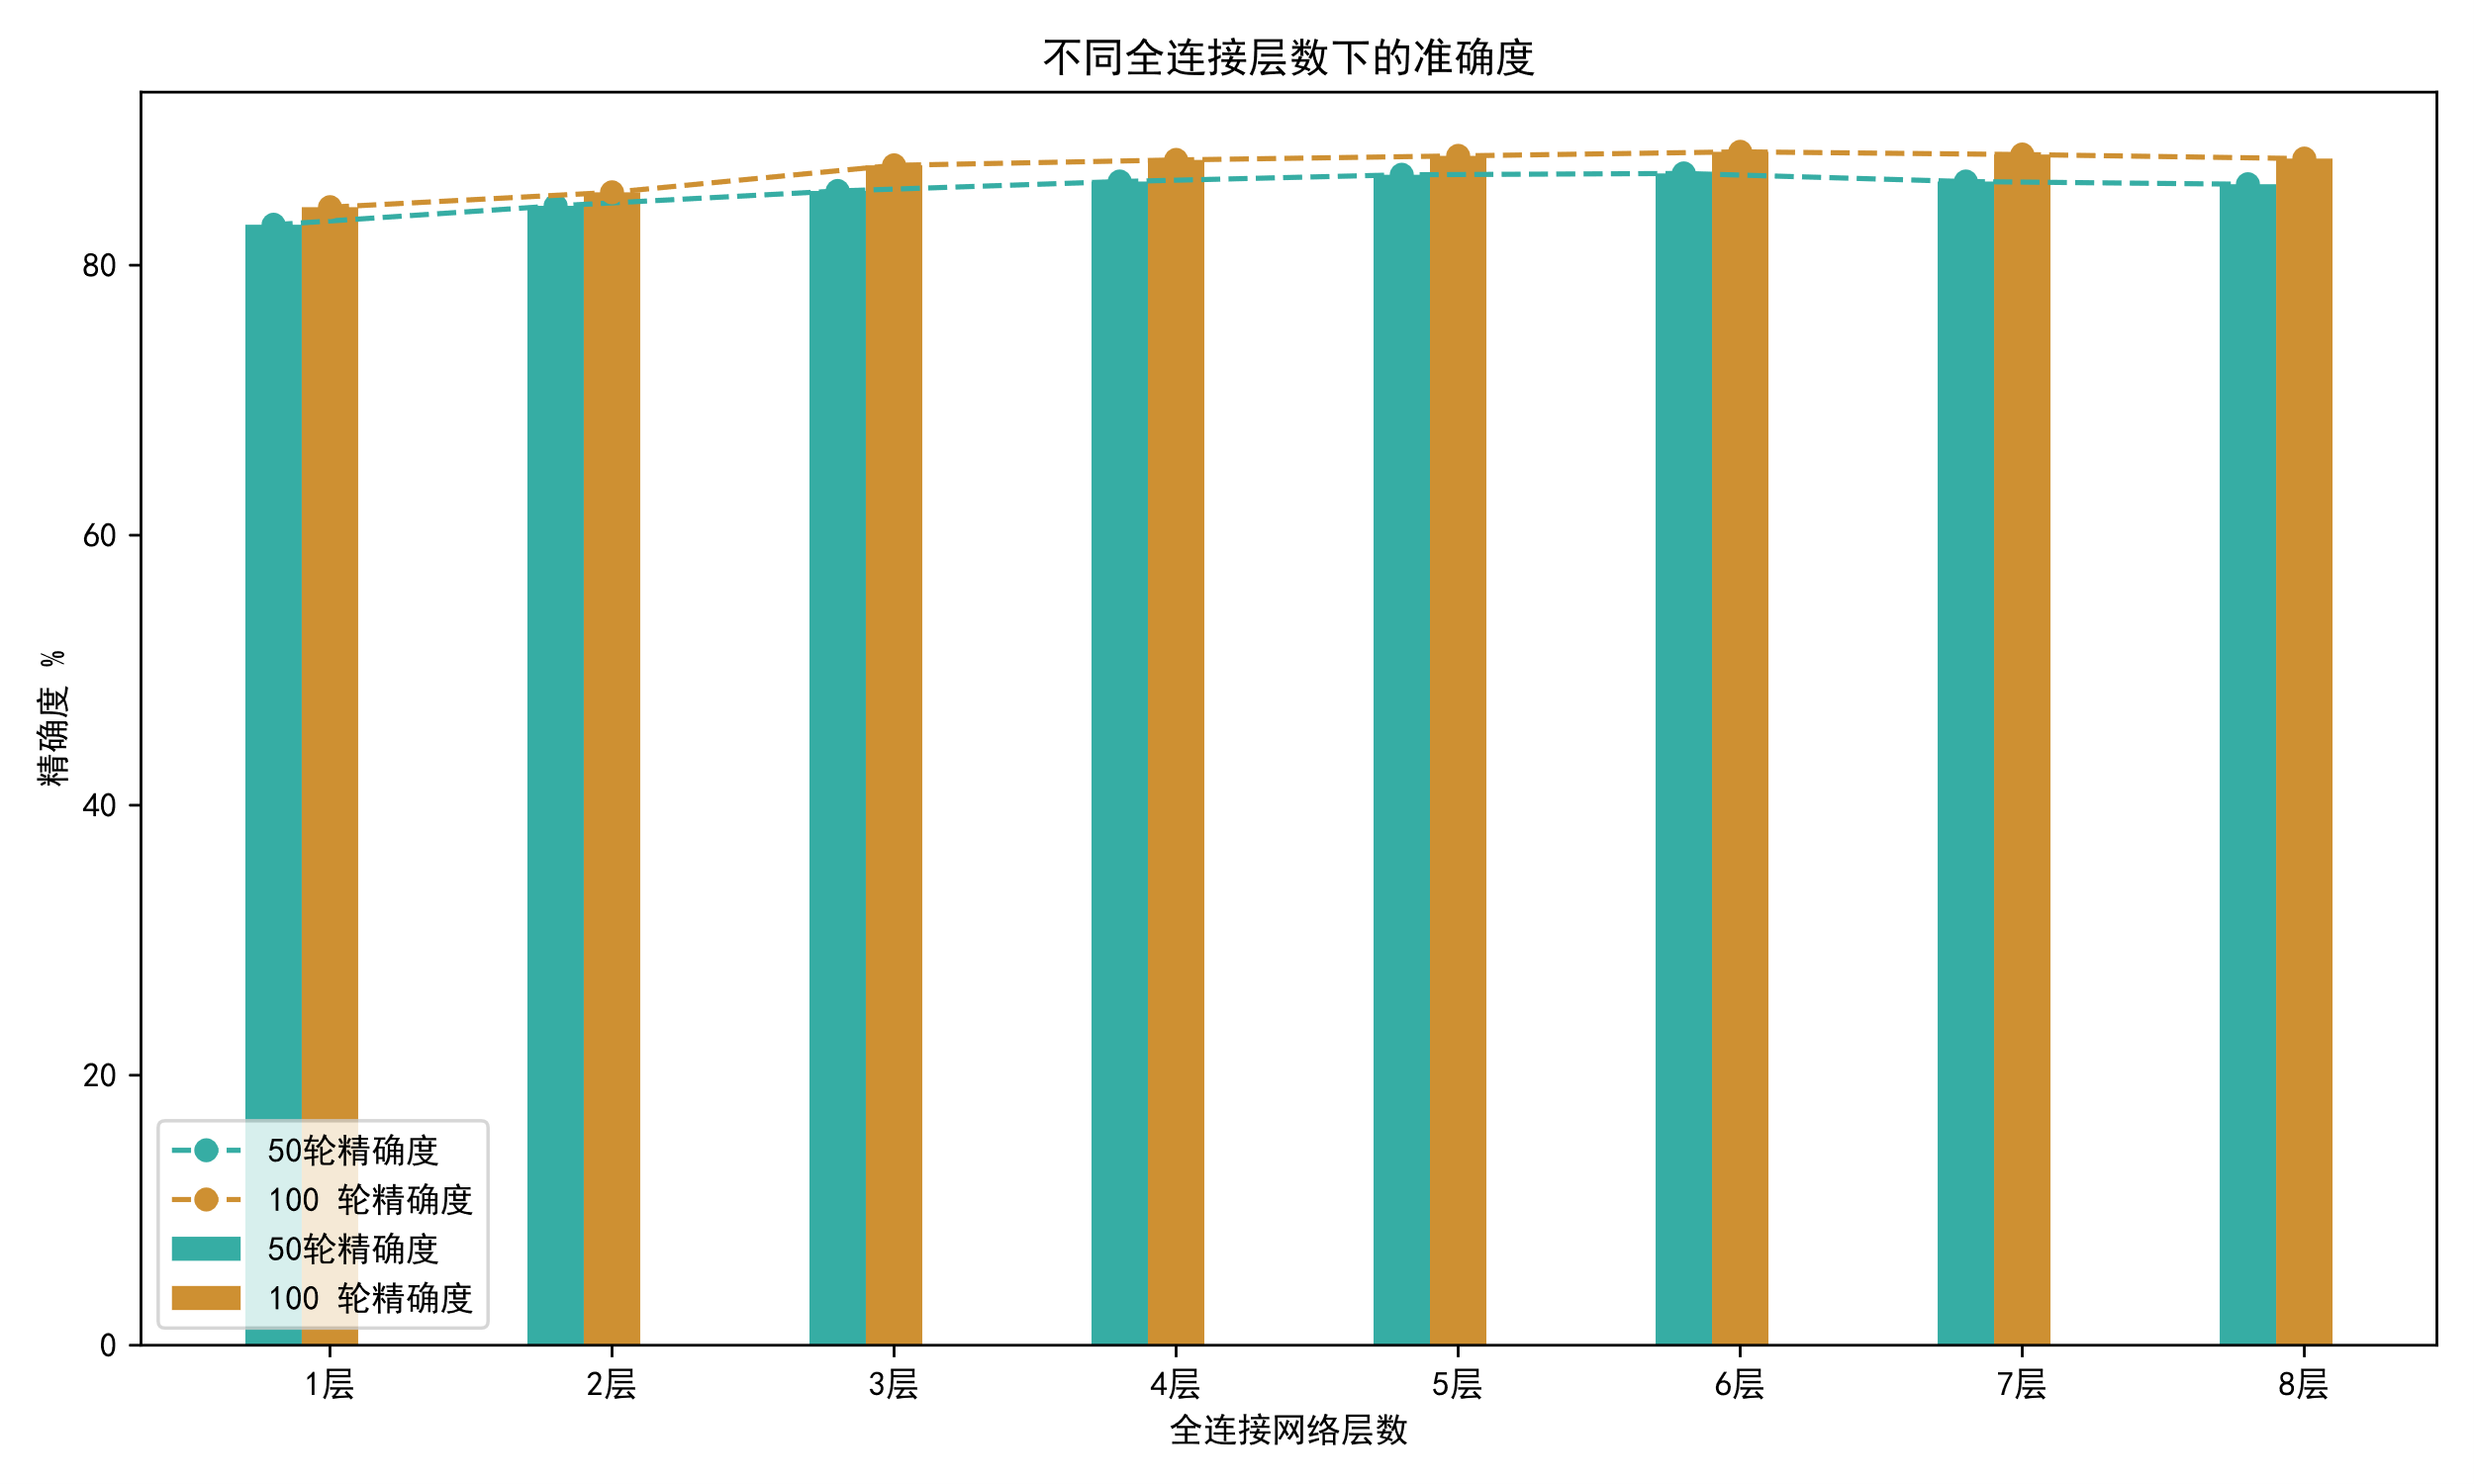 不同全连接层数下的准确度
精确度 %
80
60
40
20
0
50轮精确度
100 轮精确度
50轮精确度
100 轮精确度
1层 2层 3层 4层 5层 6层 7层 8层
全连接网络层数